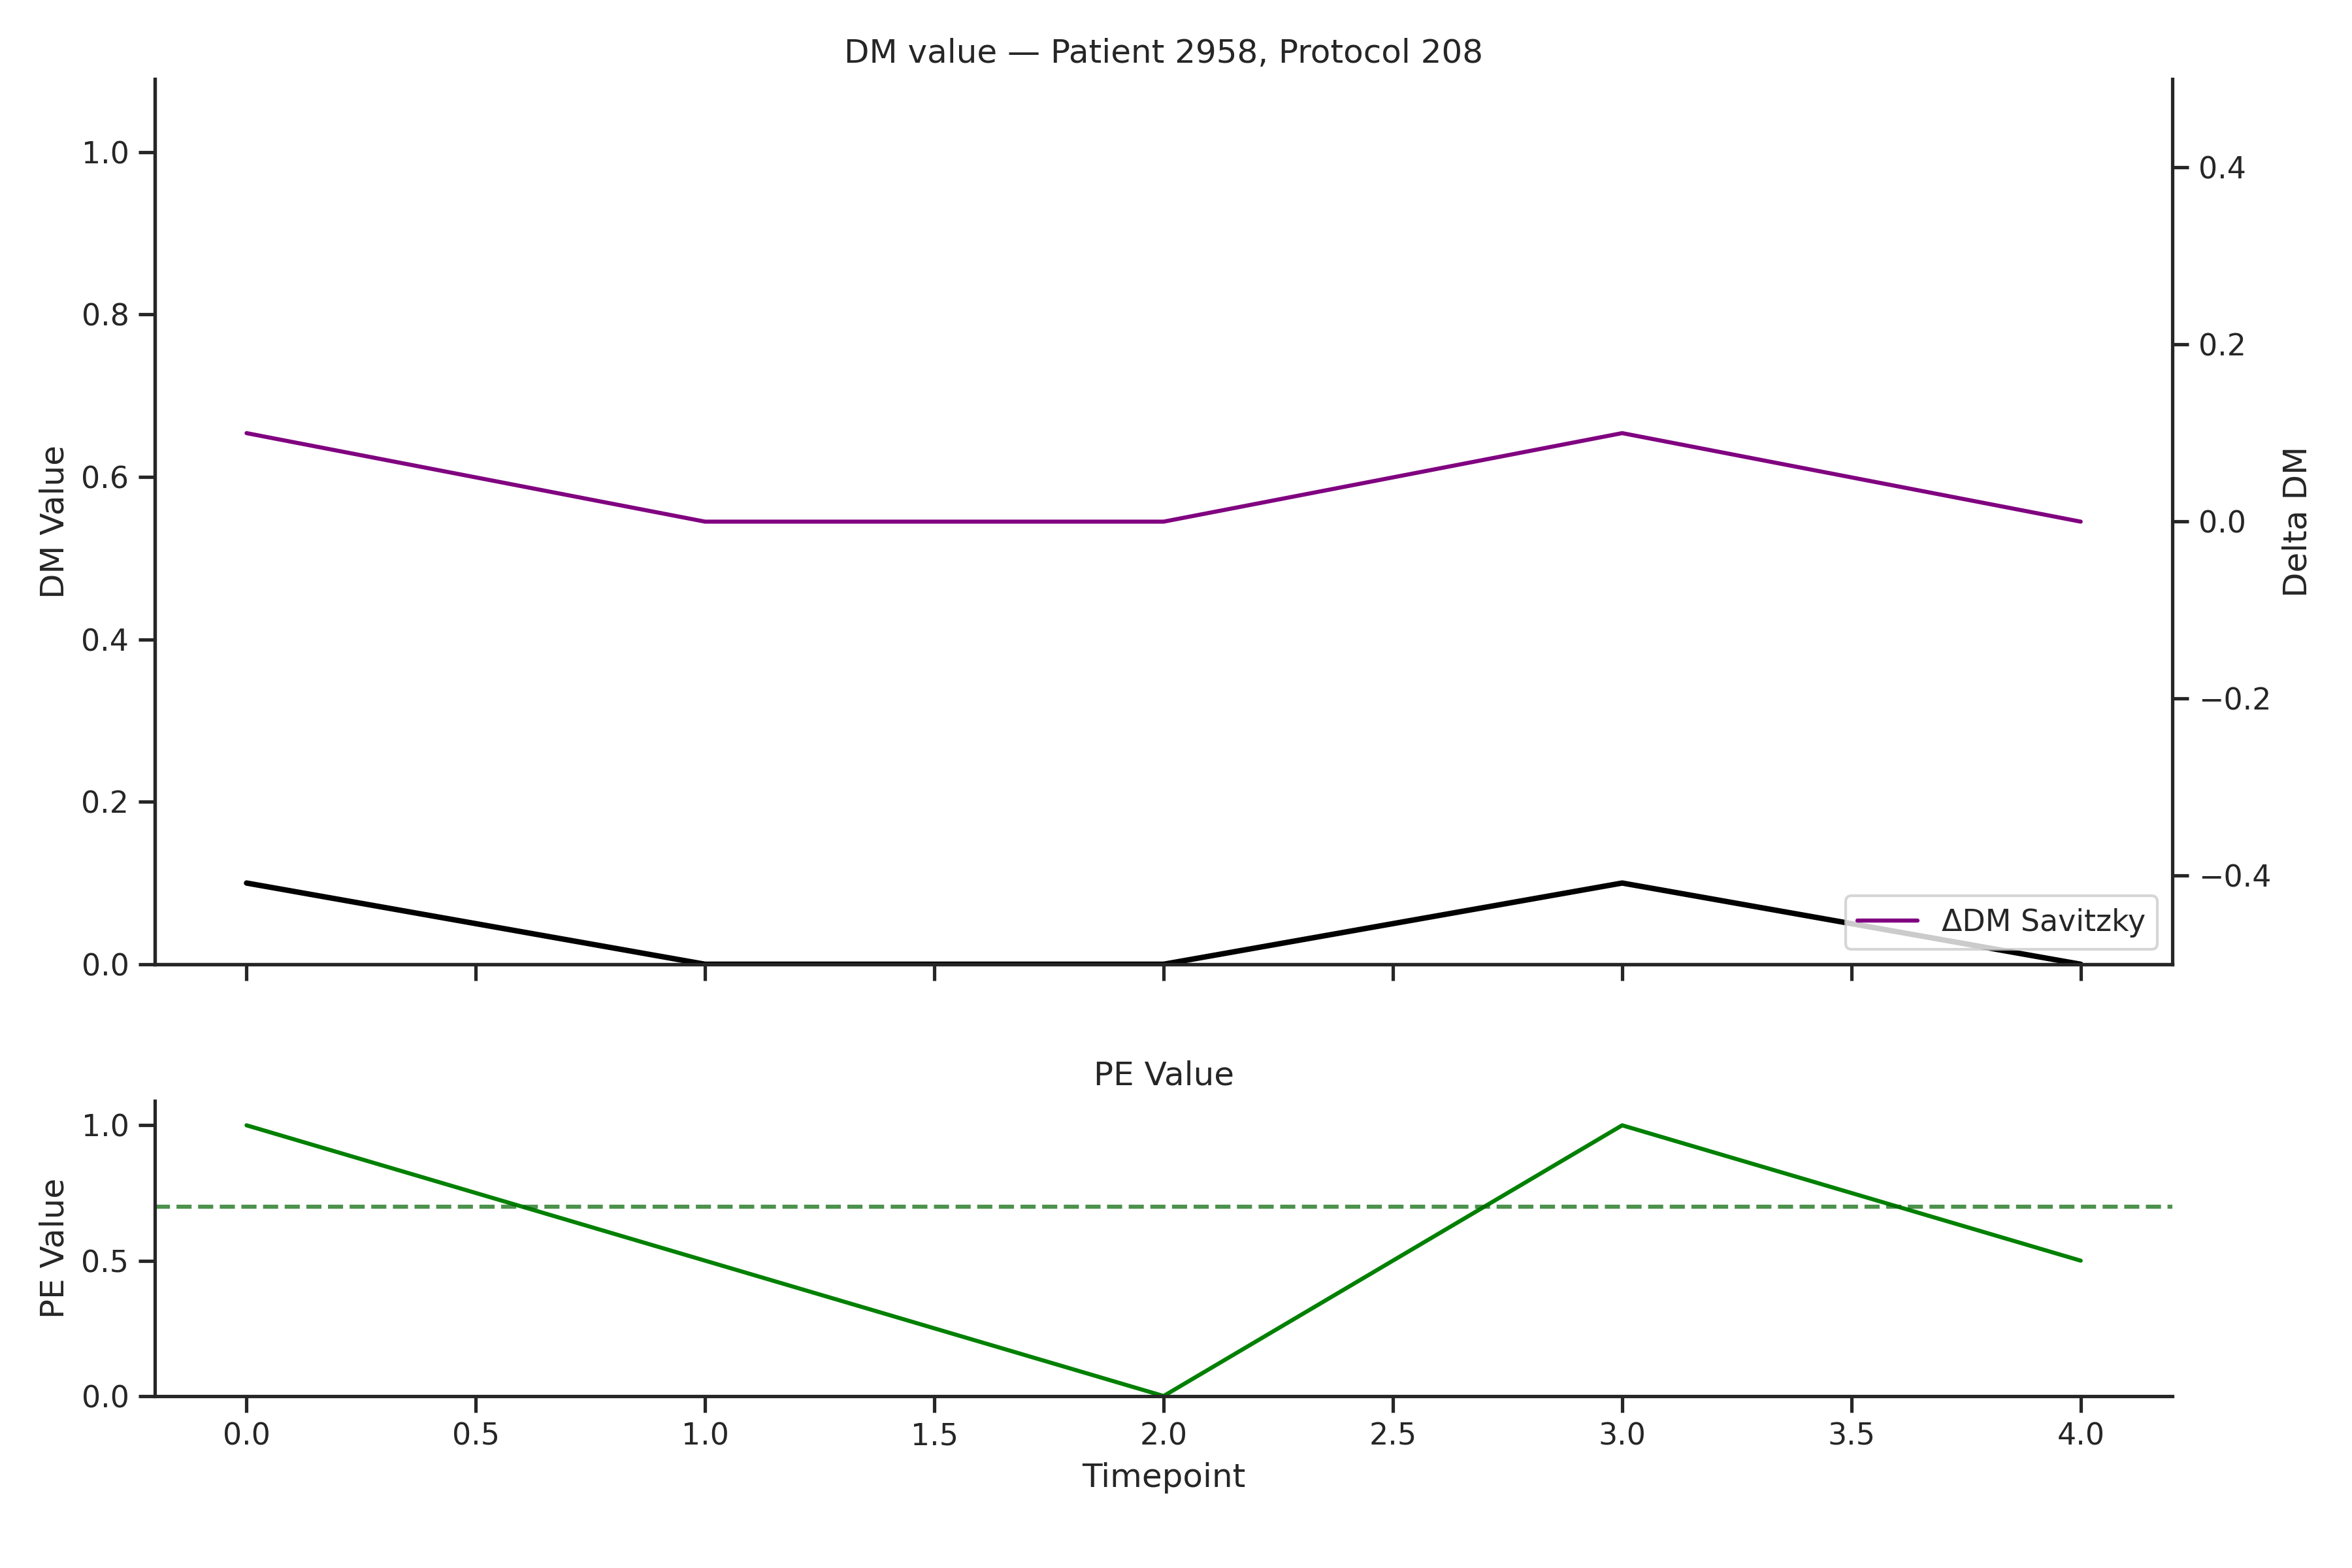 DM value — Patient 2958, Protocol 208
1.0
0.8
0.6
0.4
0.2
0.0
DM Value
0.4
0.2
0.0
−0.2
−0.4
Delta DM
ΔDM Savitzky
PE Value
1.0
0.5
0.0
PE Value
0.0 0.5 1.0 1.5 2.0 2.5 3.0 3.5 4.0
Timepoint